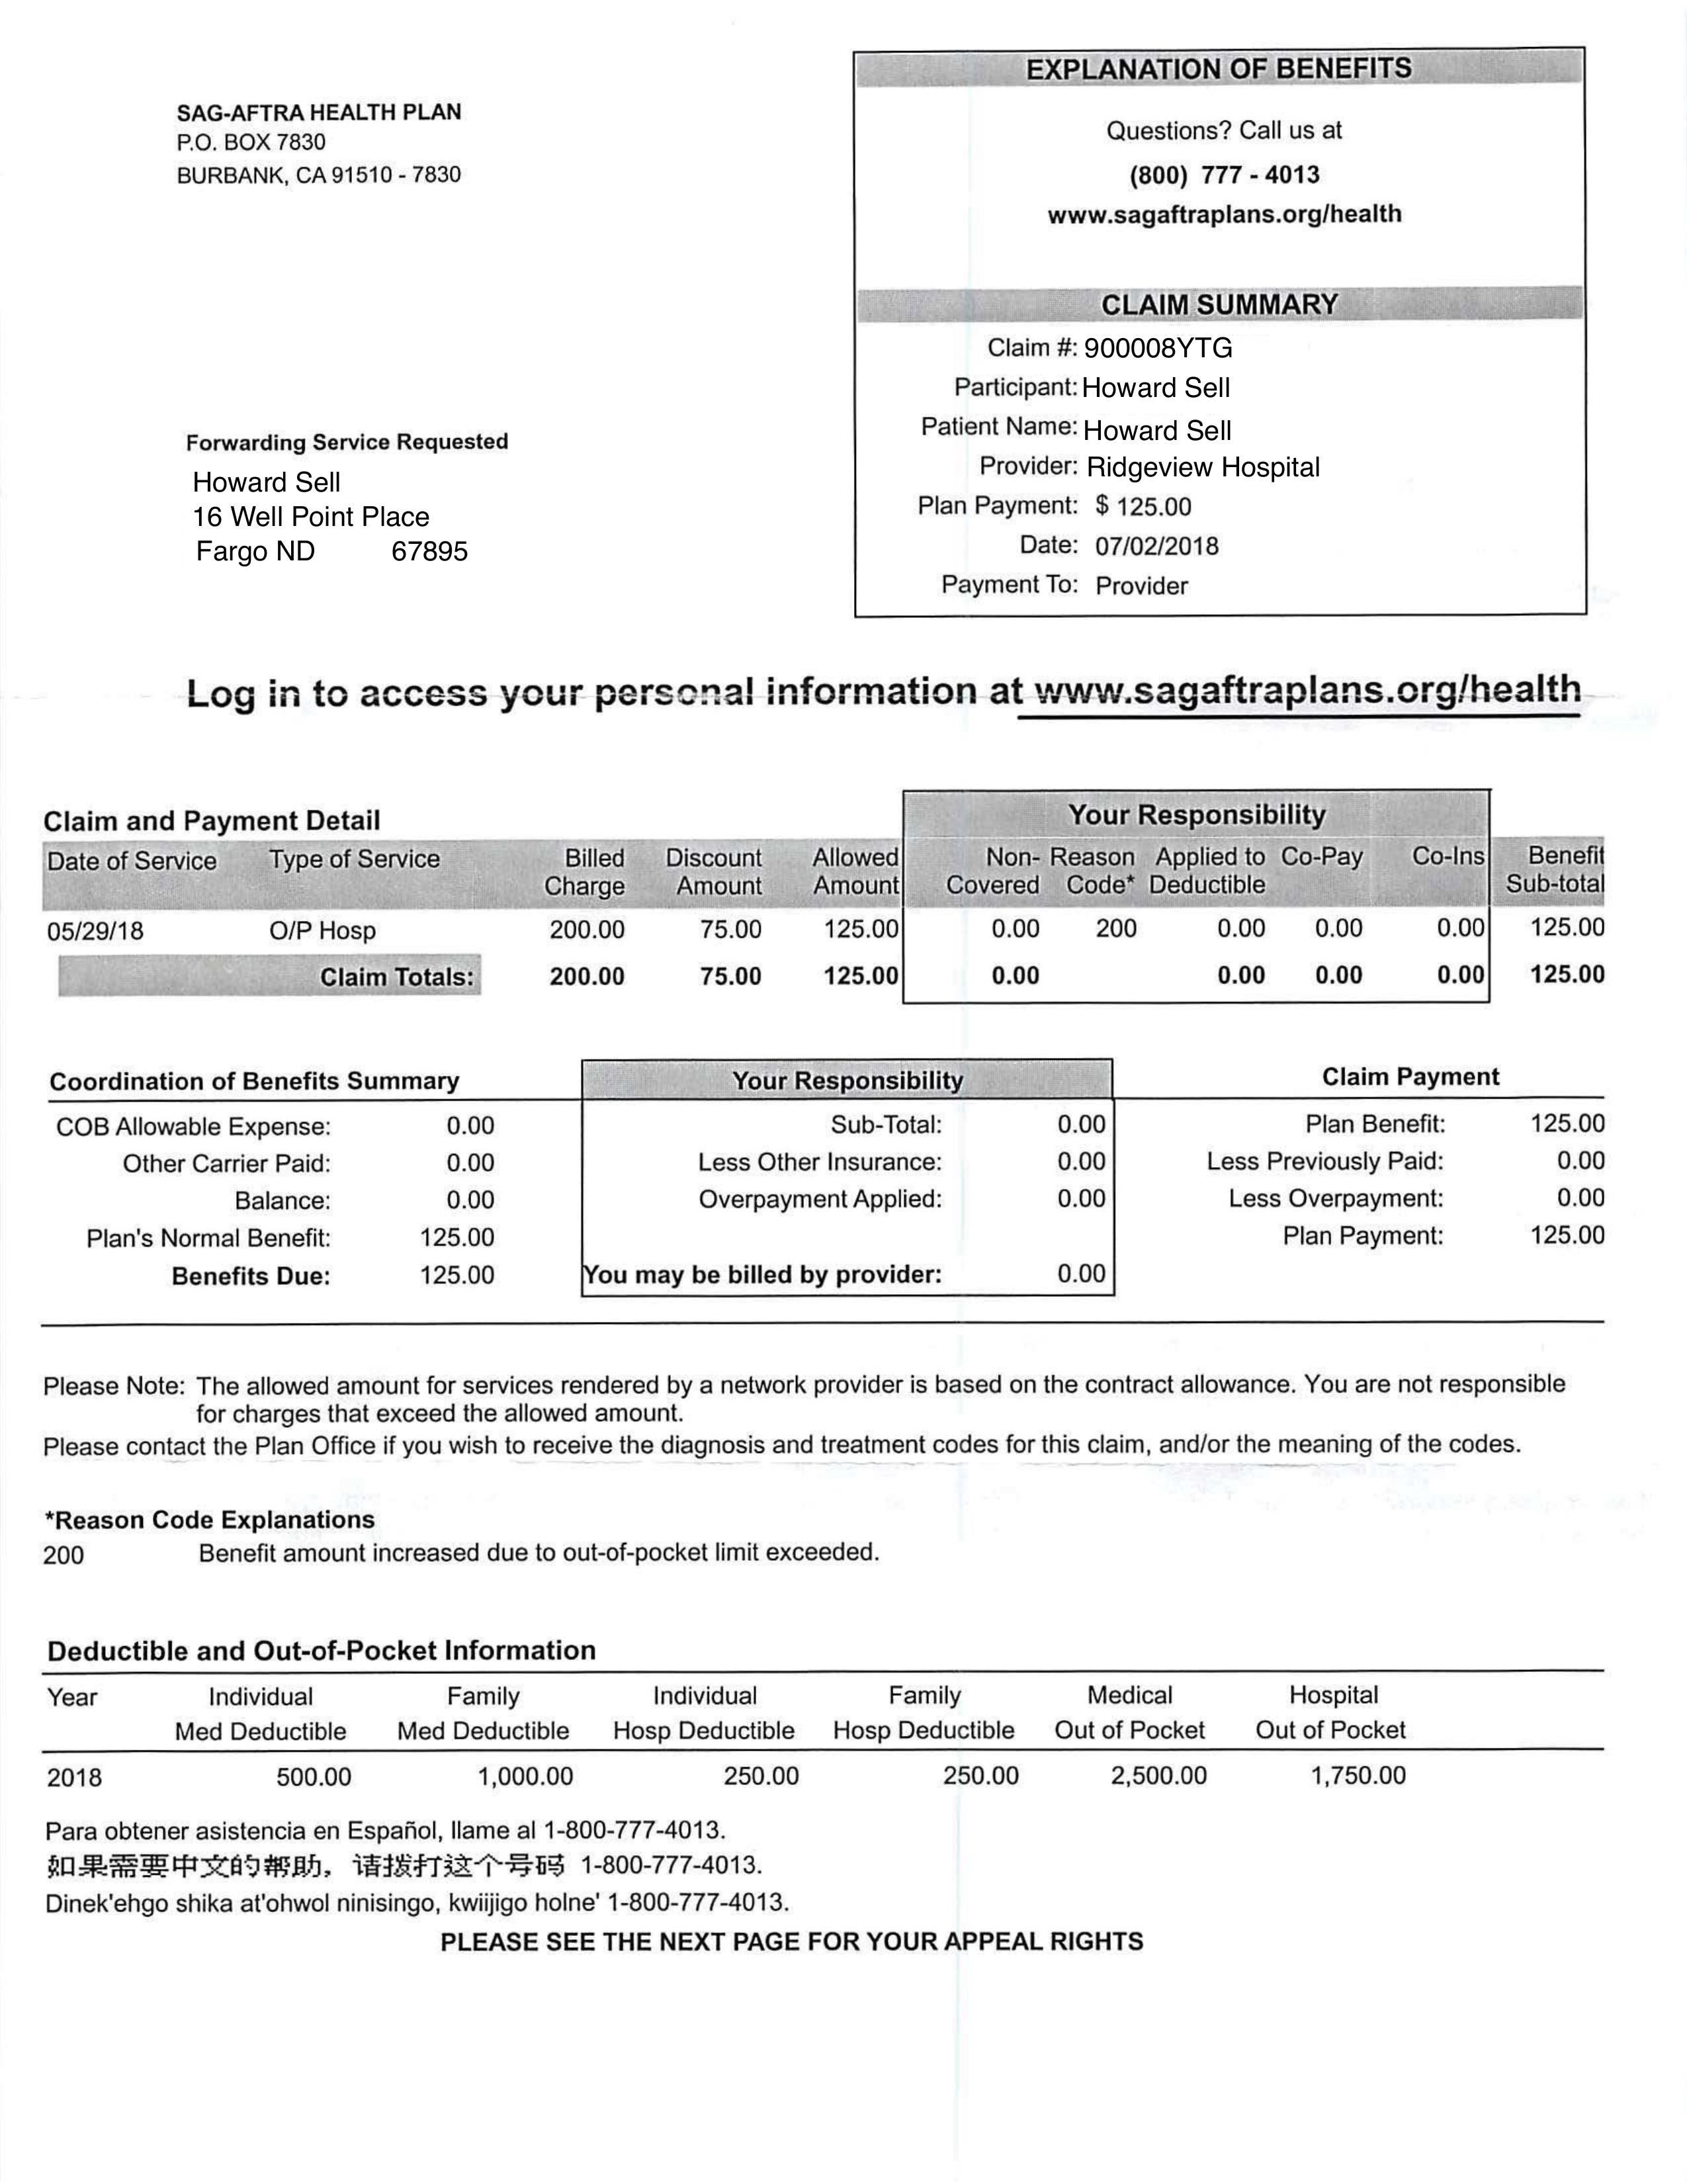 SAG-AFTRA HEALTH PLAN
P.O. BOX 7830
BURBANK, CA 91510 - 7830
EXPLANATION OF BENEFITS
Questions? Call us at
(800) 777 - 4013
www.sagaftraplans.org/health
CLAIM SUMMARY
Claim #: 900008YTG
Participant: Howard Sell
Patient Name: Howard Sell
Provider: Ridgeview Hospital
Plan Payment: $ 125.00
Date: 07/02/2018
Payment To: Provider
Forwarding Service Requested
Howard Sell
16 Well Point Place
Fargo ND 67895
Log in to access your personal information at www.sagaftraplans.org/health
Claim and Payment Detail
Your Responsibility
Date of Service Type of Service Billed Discount Allowed Non- Reason Applied to Co-Pay Co-Ins Benefit
Charge Amount Amount Covered Code* Deductible Sub-total
05/29/18 O/P Hosp 200.00 75.00 125.00 0.00 200 0.00 0.00 0.00 125.00
Claim Totals: 200.00 75.00 125.00 0.00 0.00 0.00 0.00 125.00
Coordination of Benefits Summary Your Responsibility Claim Payment
COB Allowable Expense: 0.00 Sub-Total: 0.00 Plan Benefit: 125.00
Other Carrier Paid: 0.00 Less Other Insurance: 0.00 Less Previously Paid: 0.00
Balance: 0.00 Overpayment Applied: 0.00 Less Overpayment: 0.00
Plan's Normal Benefit: 125.00 Plan Payment: 125.00
Benefits Due: 125.00 You may be billed by provider: 0.00
Please Note: The allowed amount for services rendered by a network provider is based on the contract allowance. You are not responsible
for charges that exceed the allowed amount.
Please contact the Plan Office if you wish to receive the diagnosis and treatment codes for this claim, and/or the meaning of the codes.
*Reason Code Explanations
200 Benefit amount increased due to out-of-pocket limit exceeded.
Deductible and Out-of-Pocket Information
Year Individual Family Individual Family Medical Hospital
Med Deductible Med Deductible Hosp Deductible Hosp Deductible Out of Pocket Out of Pocket
2018 500.00 1,000.00 250.00 250.00 2,500.00 1,750.00
Para obtener asistencia en Español, llame al 1-800-777-4013.
如果需要中文的帮助，请拨打这个号码 1-800-777-4013.
Dinek'ehgo shika at'ohwol ninisingo, kwiijigo holne' 1-800-777-4013.
PLEASE SEE THE NEXT PAGE FOR YOUR APPEAL RIGHTS